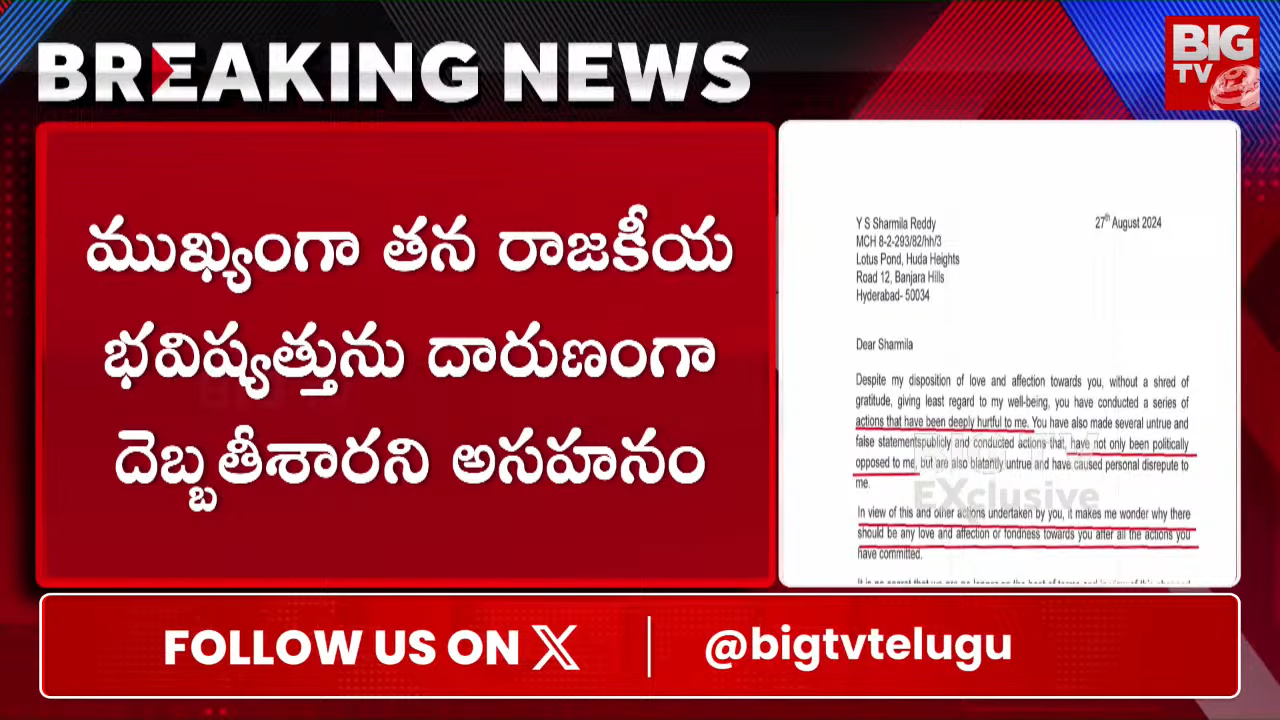 BREAKING NEWS
BIG
TV
ముఖ్యంగా తన రాజకీయ
భవిష్యత్తును దారుణంగా
దెబ్బతీశారని అసహనం
Y S Sharmila Reddy
27th August 2024
MCH 8-2-293/82/hh/3
Lotus Pond, Huda Heights
Road 12, Banjara Hills
Hyderabad- 50034
Dear Sharmila
Despite my disposition of love and affection towards you, without a shred of
gratitude, giving least regard to my well-being, you have conducted a series of
actions that have been deeply hurtful to me. You have also made several untrue and
false statementspublicly and conducted actions that, have not only been politically
opposed to me, but are also blatantly untrue and have caused personal disrepute to
me.
BIG TV
EXclusive
In view of this and other actions undertaken by you, it makes me wonder why there
should be any love and affection or fondness towards you after all the actions you
have committed.
FOLLOW US ON X
@bigtvtelugu